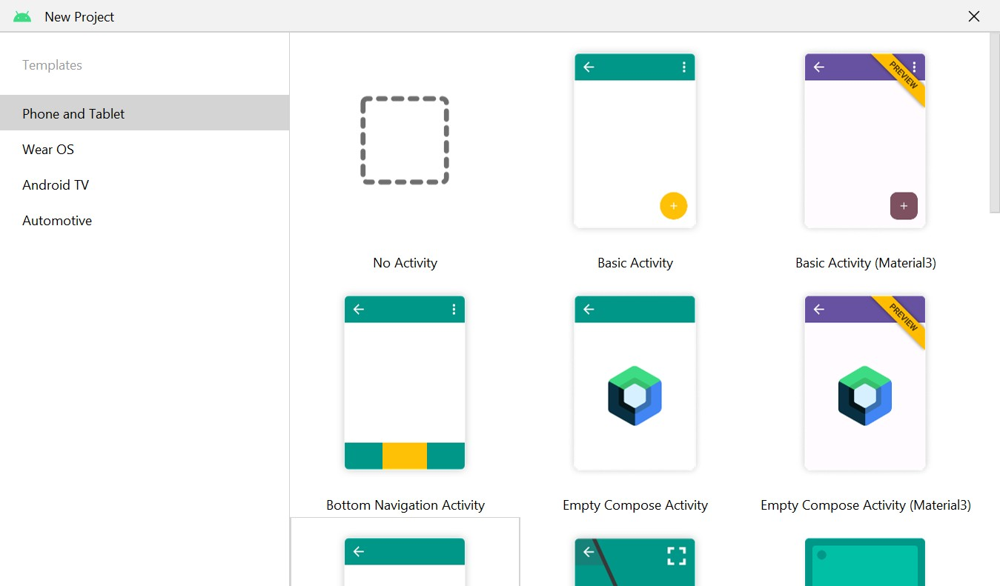 New Project
Templates
Phone and Tablet
Wear OS
Android TV
Automotive
PREVIEW
No Activity
Basic Activity
Basic Activity (Material3)
PREVIEW
Bottom Navigation Activity
Empty Compose Activity
Empty Compose Activity (Material3)